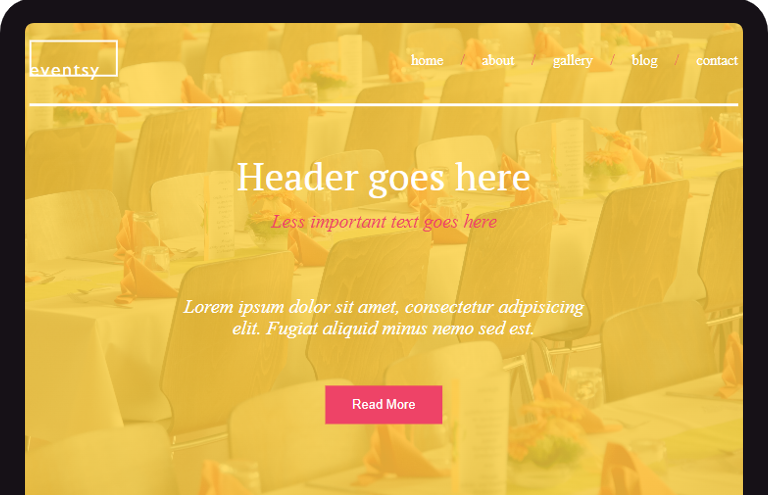 eventsy
home / about / gallery / blog / contact
Header goes here
Less important text goes here
Lorem ipsum dolor sit amet, consectetur adipisicing
elit. Fugiat aliquid minus nemo sed est.
Read More